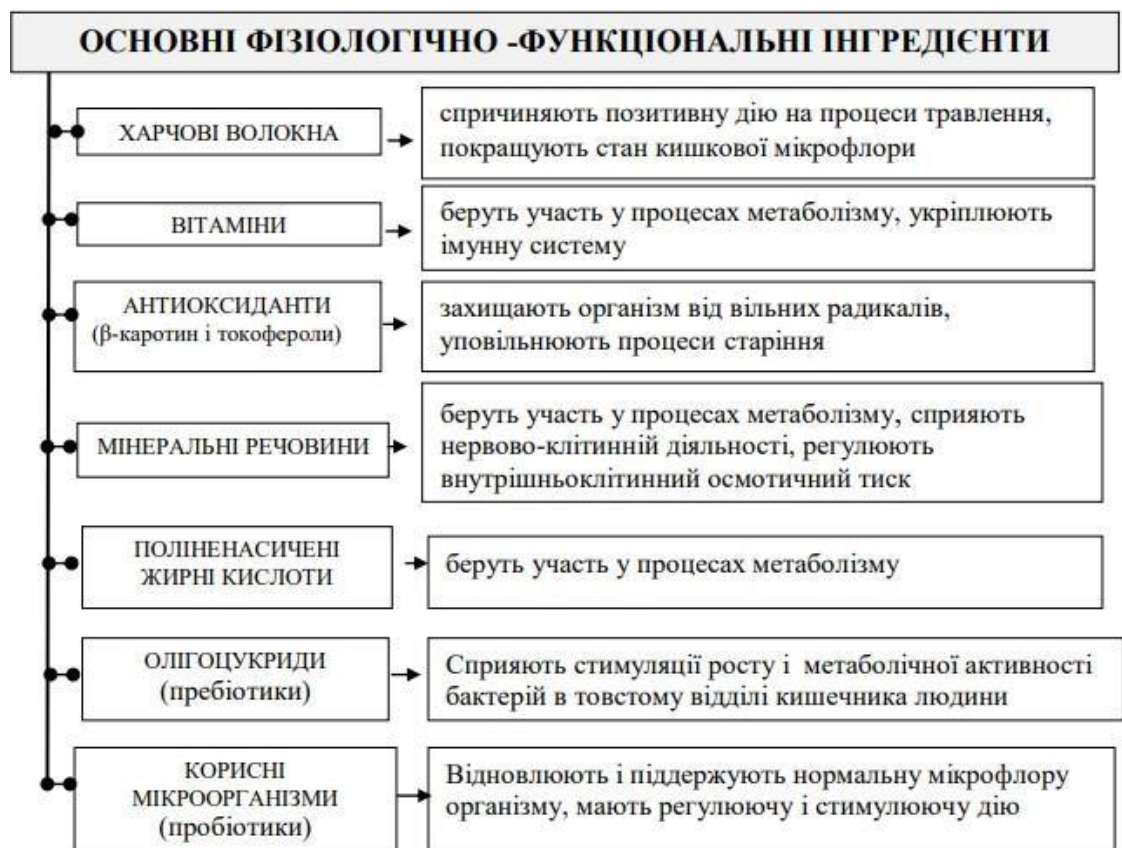 ОСНОВНІ ФІЗІОЛОГІЧНО -ФУНКЦІОНАЛЬНІ ІНГРЕДІЄНТИ
ХАРЧОВІ ВОЛОКНА
спричиняють позитивну дію на процеси травлення,
покращують стан кишкової мікрофлори
ВІТАМІНИ
беруть участь у процесах метаболізму, укріплюють
імунну систему
АНТИОКСИДАНТИ
(β-каротин і токофероли)
захищають організм від вільних радикалів,
уповільнюють процеси старіння
МІНЕРАЛЬНІ РЕЧОВИНИ
беруть участь у процесах метаболізму, сприяють
нервово-клітинній діяльності, регулюють
внутрішньоклітинний осмотичний тиск
ПОЛІНЕНАСИЧЕНІ
ЖИРНІ КИСЛОТИ
беруть участь у процесах метаболізму
ОЛІГОЦУКРИДИ
(пребіотики)
Сприяють стимуляції росту і метаболічної активності
бактерій в товстому відділі кишечника людини
КОРИСНІ
МІКРООРГАНІЗМИ
(пробіотики)
Відновлюють і піддержують нормальну мікрофлору
організму, мають регулюючу і стимулюючу дію